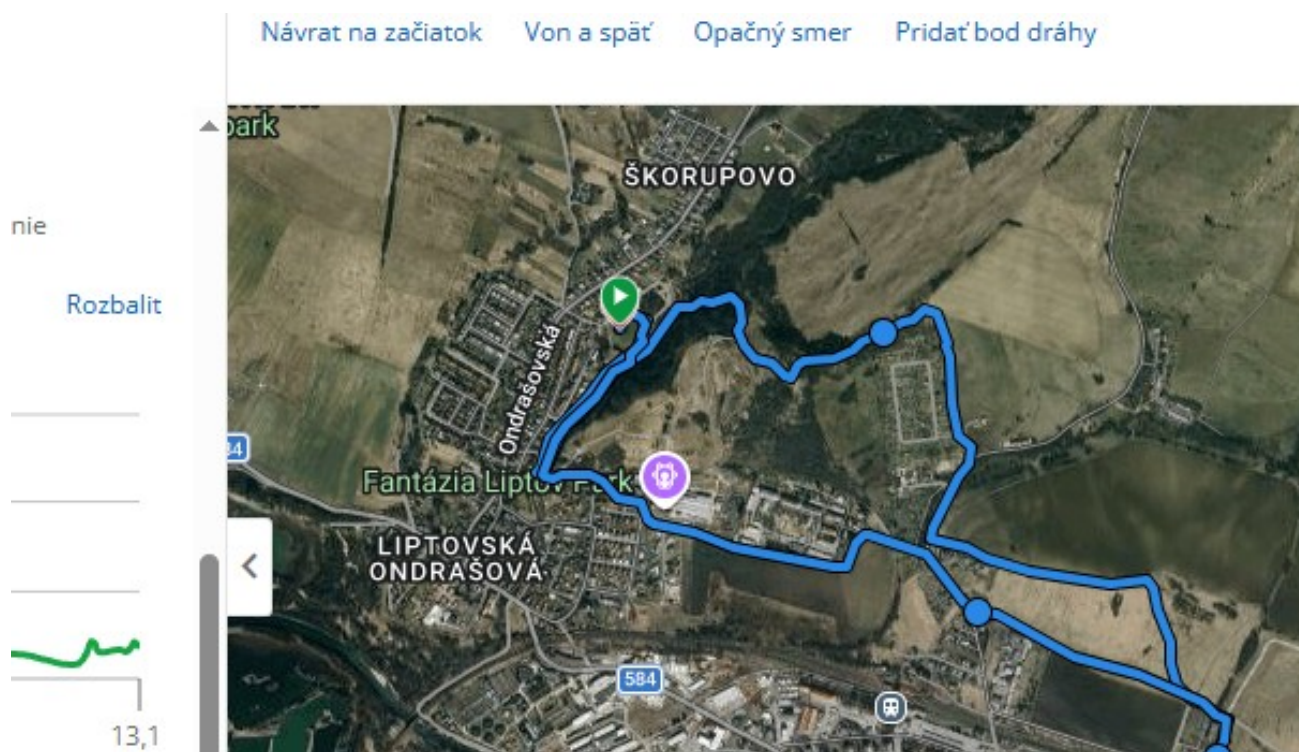 Návrat na začiatok Von a späť Opačný smer Pridať bod dráhy
park
ŠKORUPOVO
nie
Rozbalit
Ondrašovská
Fantázia Liptov Park
LIPTOVSKÁ
ONDRAŠOVÁ
584
13,1